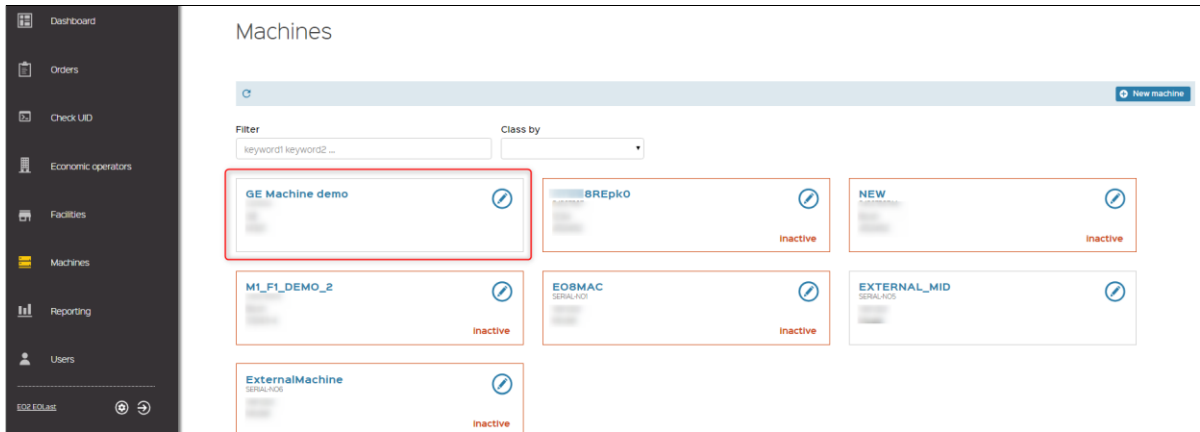 Dashboard
Orders
Check UID
Economic operators
Facilities
Machines
Reporting
Users
EO2 EOLast
Machines
New machine
Filter
Class by
keyword1 keyword2 ...
GE Machine demo
8REpk0
inactive
NEW
inactive
M1_F1_DEMO_2
inactive
EO8MAC
SERIAL-NO1
inactive
EXTERNAL_MID
SERIAL-NO5
ExternalMachine
SERIAL-NO6
inactive